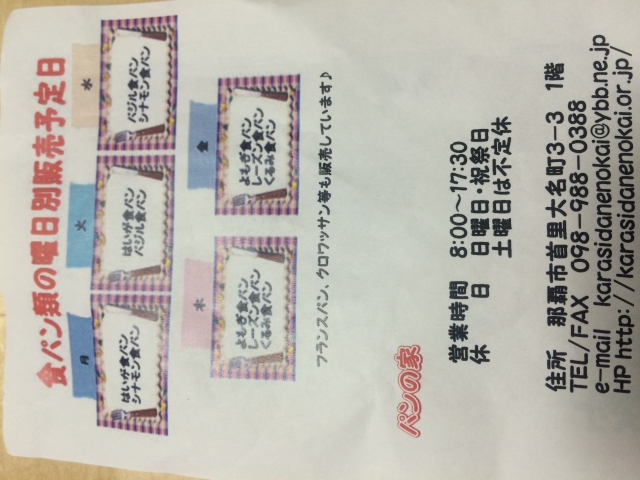 食パン類の曜日別販売予定日
月
はいが食パン
シナモン食パン
火
はいが食パン
バジル食パン
水
バジル食パン
シナモン食パン
木
よもぎ食パン
レーズン食パン
くるみ食パン
金
よもぎ食パン
レーズン食パン
くるみ食パン
フランスパン、クロワッサン等も販売しています♪
パンの家
営業時間 8:00～17:30
休 日 日曜日・祝祭日
土曜日は不定休
住所 那覇市首里大名町3-3 1階
TEL/FAX 098-988-0388
e-mail karasidanenokai@ybb.ne.jp
HP http://karasidanenokai.or.jp/